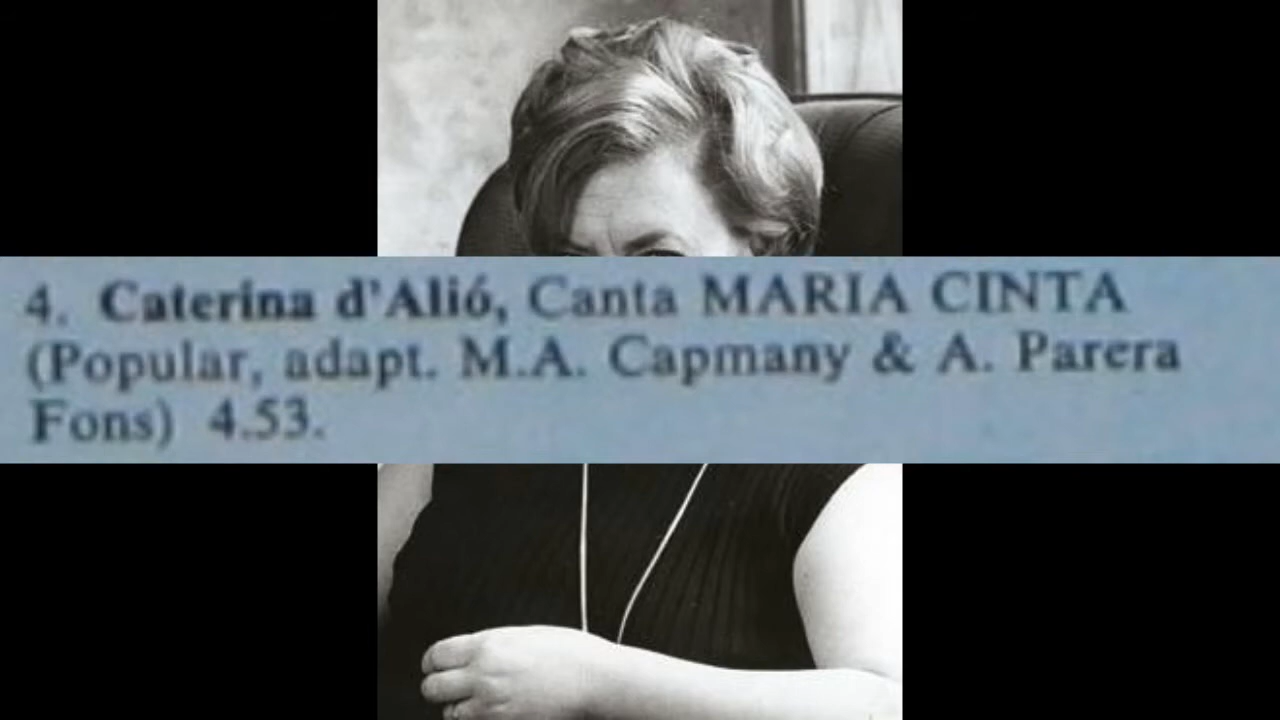 4. Caterina d'Alió, Canta MARIA CINTA
(Popular, adapt. M.A. Capmany & A. Parera
Fons) 4.53.